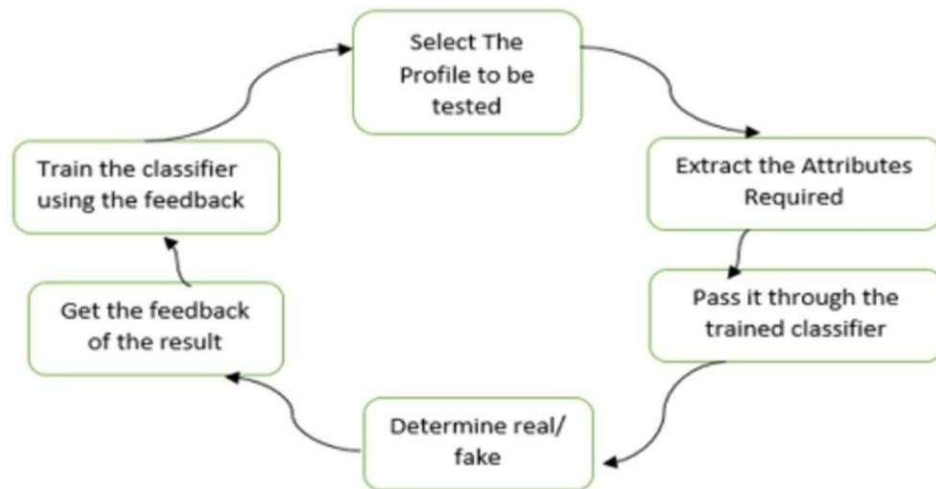 Select The
Profile to be
tested
Extract the Attributes
Required
Pass it through the
trained classifier
Determine real/
fake
Get the feedback
of the result
Train the classifier
using the feedback